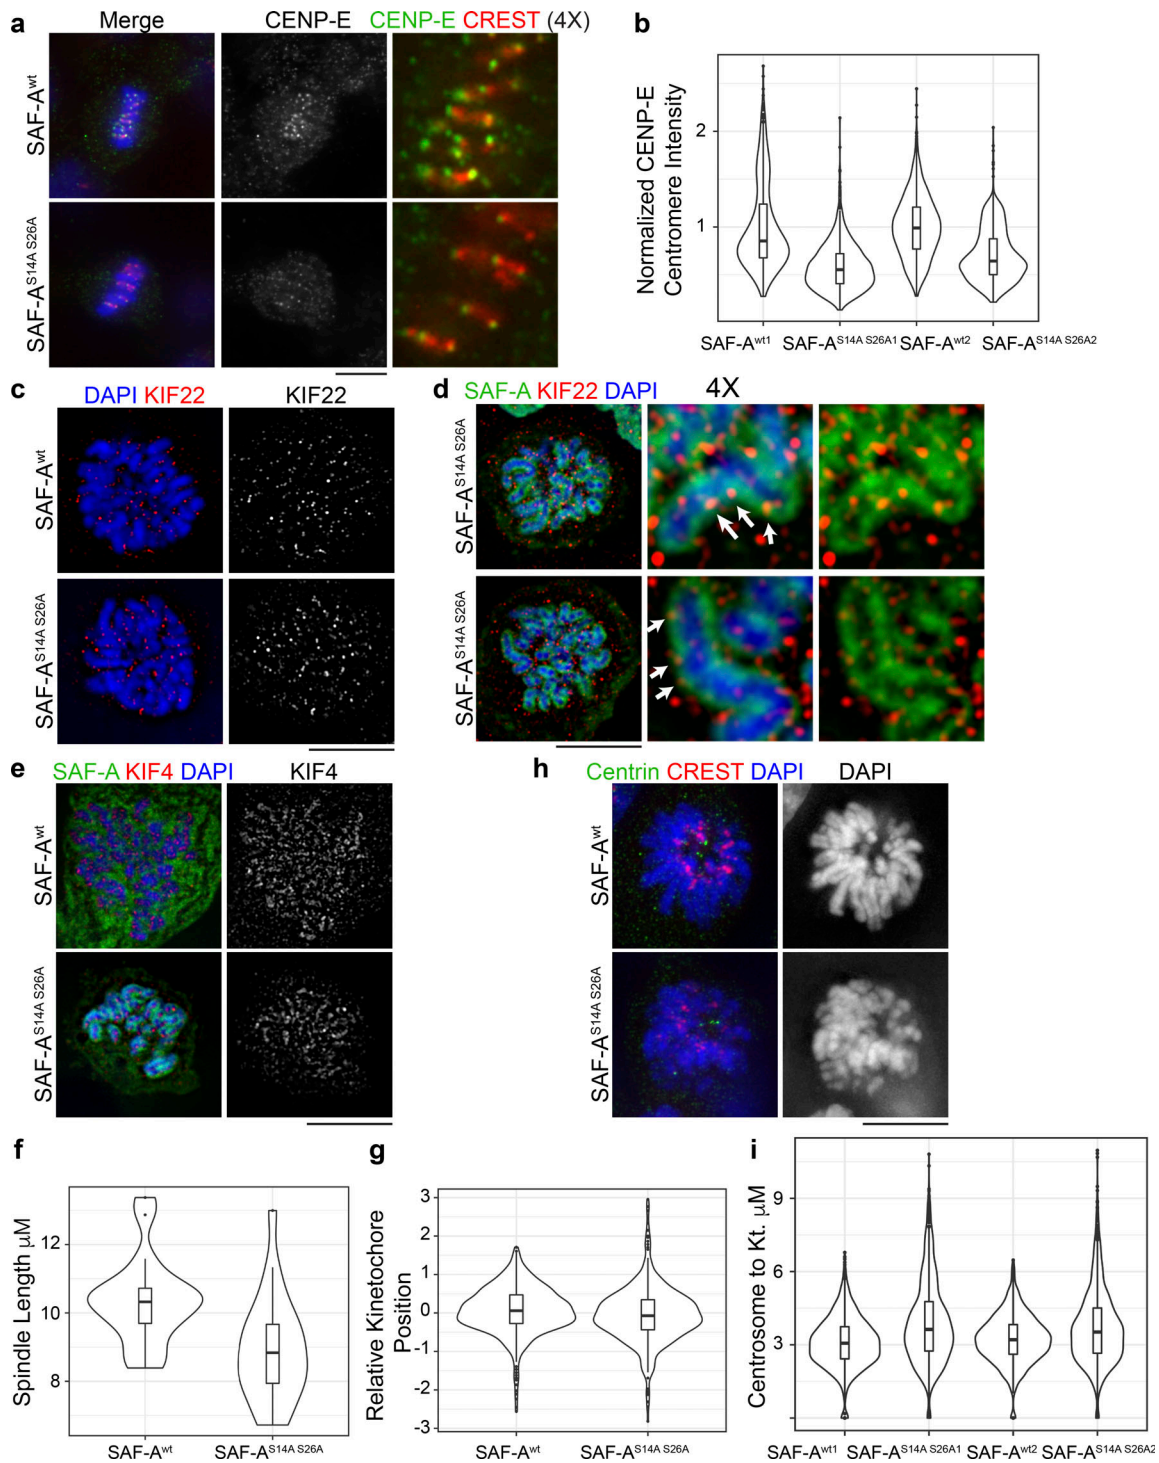 a
Merge
CENP-E
CENP-E CREST (4X)
SAF-A^wt
SAF-A^S14A S26A
b
Normalized CENP-E
Centromere Intensity
2
1
SAF-A^wt1
SAF-A^S14A S26A1
SAF-A^wt2
SAF-A^S14A S26A2
c
DAPI KIF22
KIF22
SAF-A^wt
SAF-A^S14A S26A
d
SAF-A KIF22 DAPI
4X
SAF-A^S14A S26A
SAF-A^S14A S26A
e
SAF-A KIF4 DAPI
KIF4
SAF-A^wt
SAF-A^S14A S26A
h
Centrin CREST DAPI
DAPI
SAF-A^wt
SAF-A^S14A S26A
f
Spindle Length μM
12
10
8
SAF-A^wt
SAF-A^S14A S26A
g
Relative Kinetochore
Position
3
2
1
0
-1
-2
-3
SAF-A^wt
SAF-A^S14A S26A
i
Centrosome to Kt. μM
9
6
3
SAF-A^wt1
SAF-A^S14A S26A1
SAF-A^wt2
SAF-A^S14A S26A2